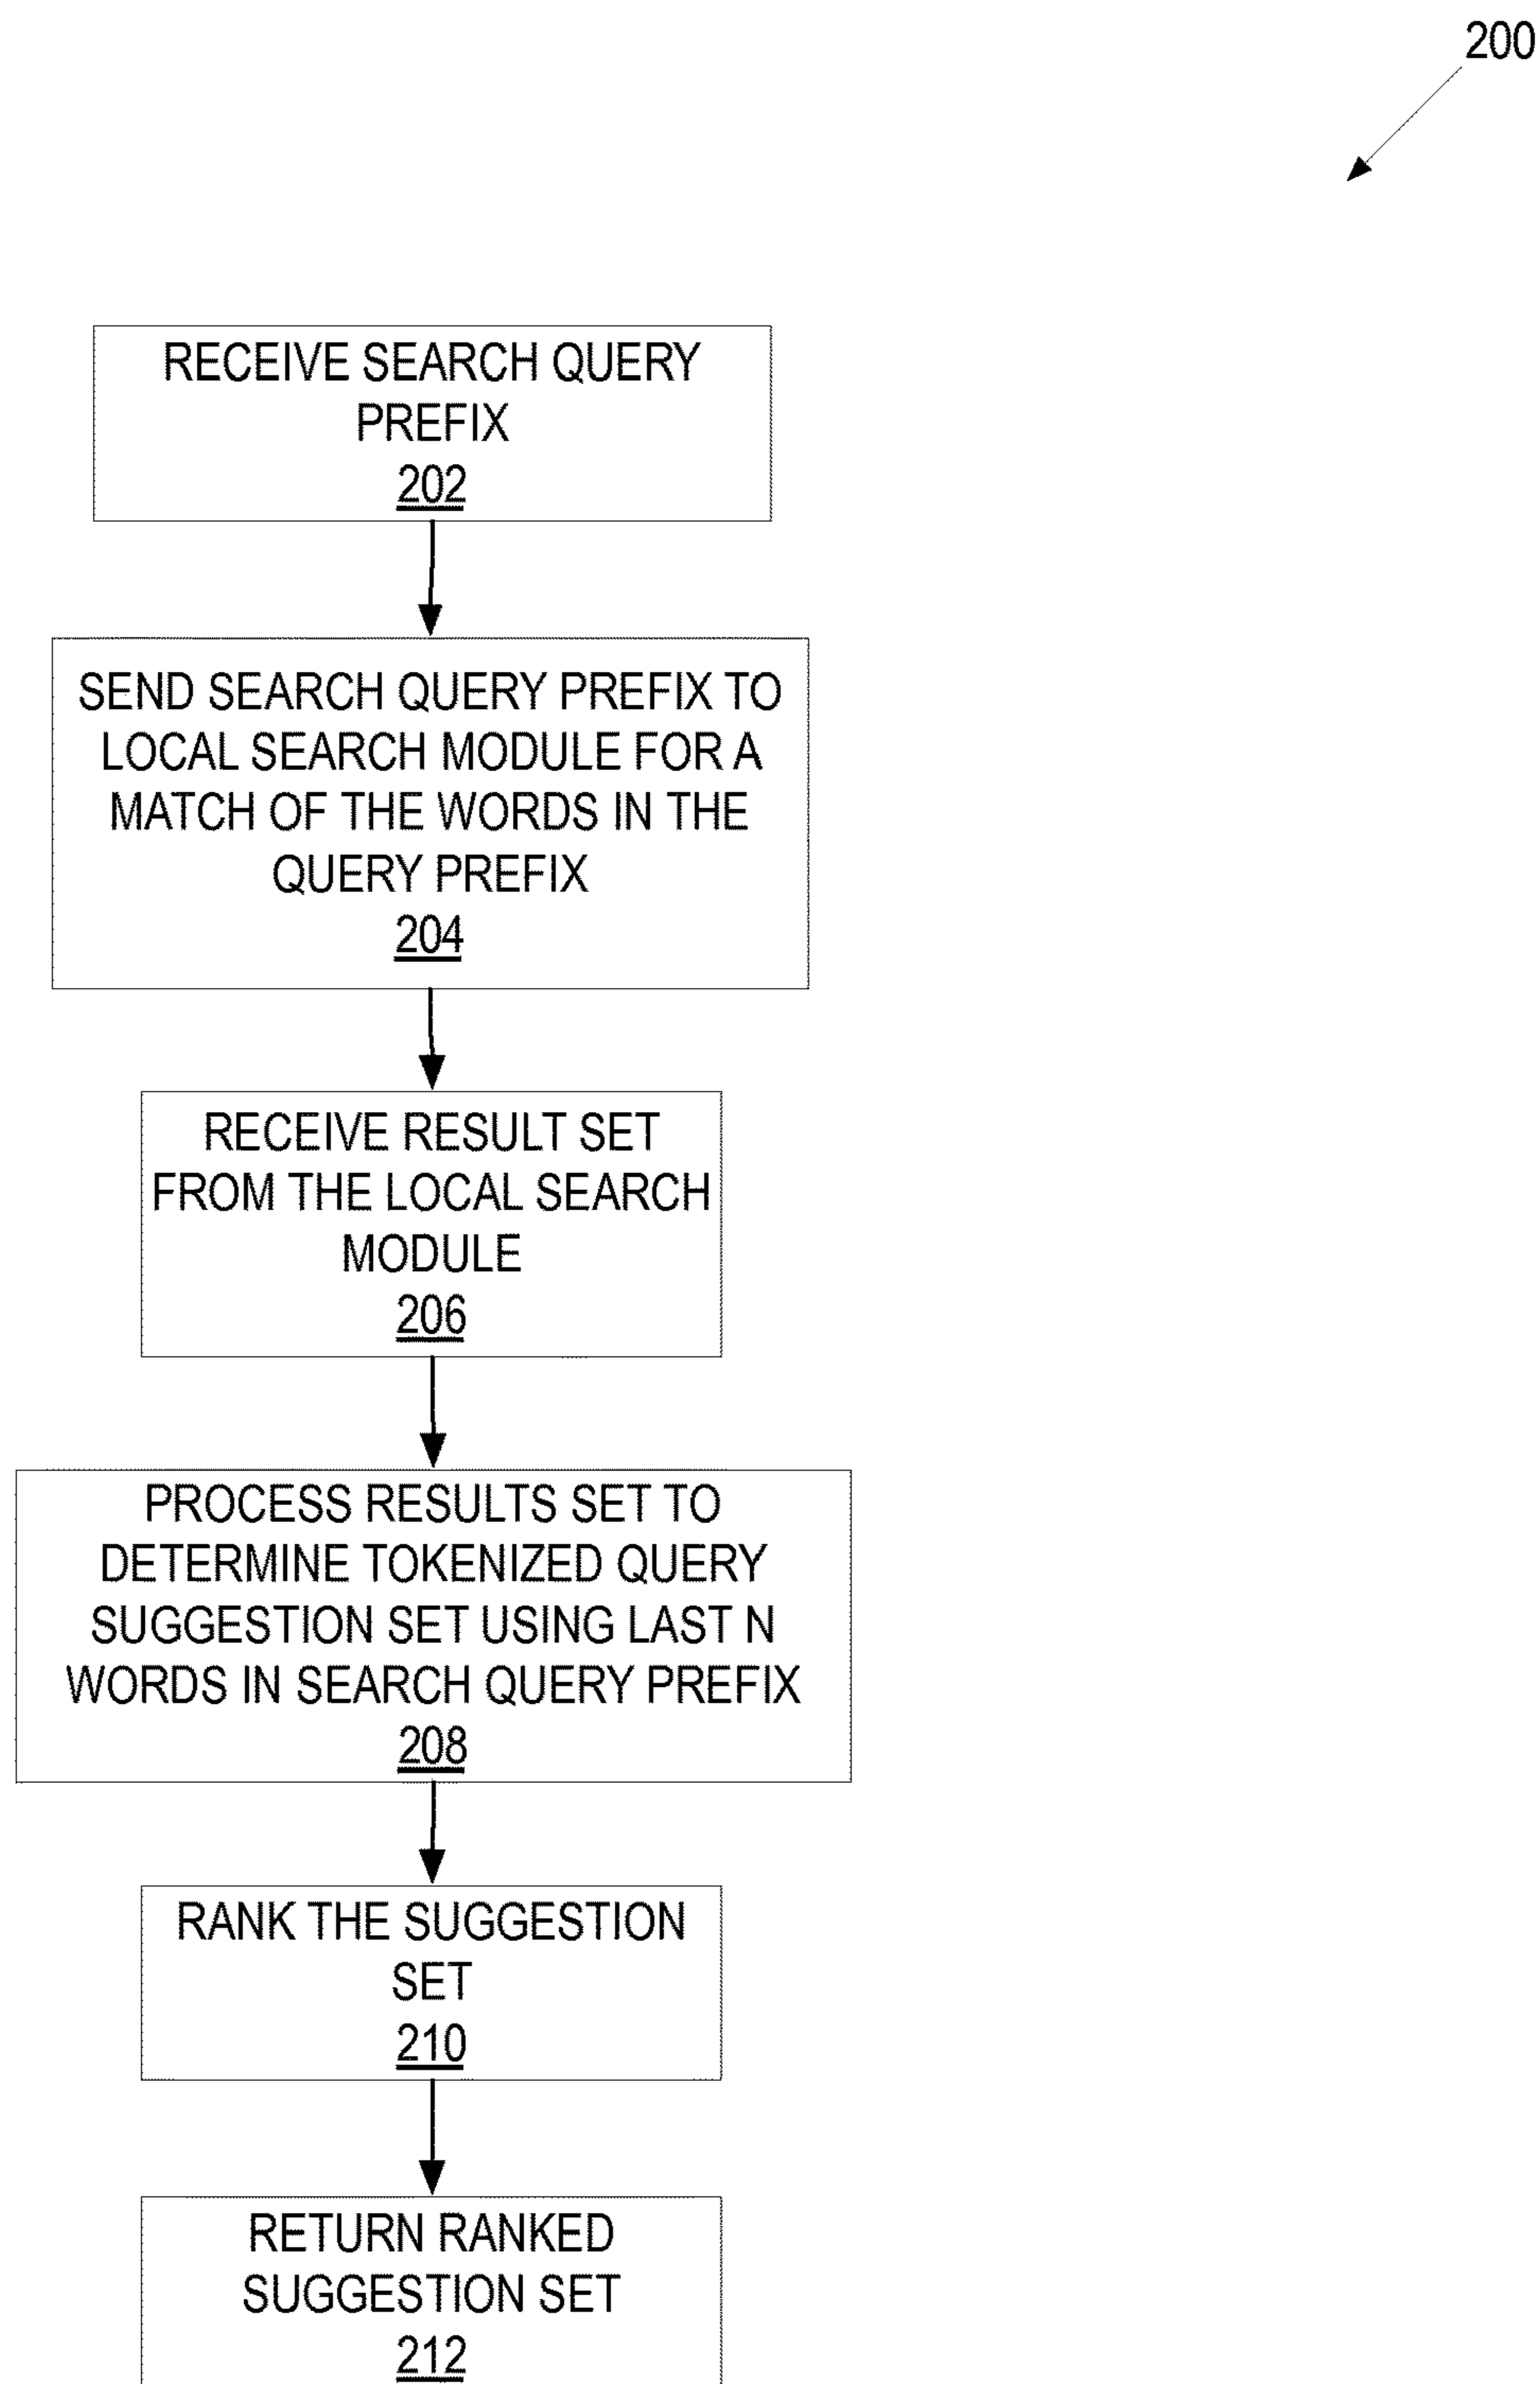 200
RECEIVE SEARCH QUERY
PREFIX
202
SEND SEARCH QUERY PREFIX TO
LOCAL SEARCH MODULE FOR A
MATCH OF THE WORDS IN THE
QUERY PREFIX
204
RECEIVE RESULT SET
FROM THE LOCAL SEARCH
MODULE
206
PROCESS RESULTS SET TO
DETERMINE TOKENIZED QUERY
SUGGESTION SET USING LAST N
WORDS IN SEARCH QUERY PREFIX
208
RANK THE SUGGESTION
SET
210
RETURN RANKED
SUGGESTION SET
212